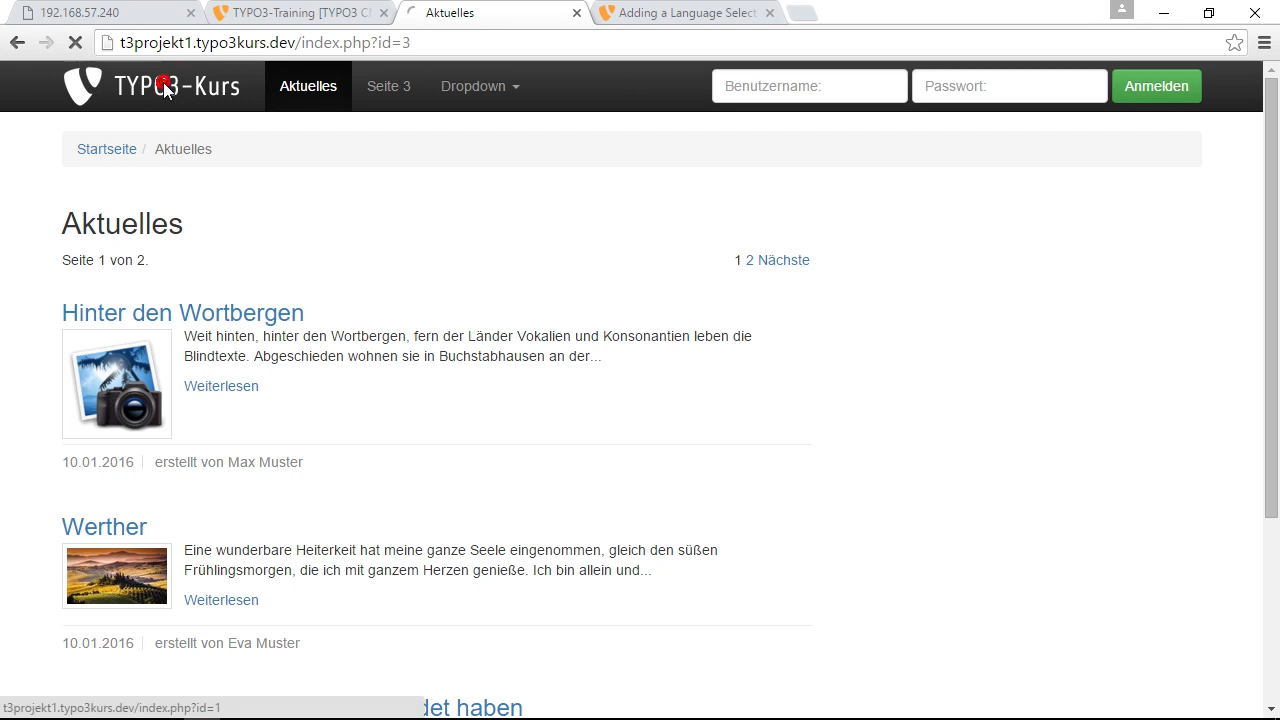 192.168.57.240
TYPO3-Training [TYPO3 C
Aktuelles
Adding a Language Select
t3projekt1.typo3kurs.dev/index.php?id=3
TYPO3-Kurs
Aktuelles
Seite 3
Dropdown
Benutzername:
Passwort:
Anmelden
Startseite / Aktuelles
Aktuelles
Seite 1 von 2.
1 2 Nächste
Hinter den Wortbergen
Weit hinten, hinter den Wortbergen, fern der Länder Vokalien und Konsonantien leben die
Blindtexte. Abgeschieden wohnen sie in Buchstabhausen an der...
Weiterlesen
10.01.2016
erstellt von Max Muster
Werther
Eine wunderbare Heiterkeit hat meine ganze Seele eingenommen, gleich den süßen
Frühlingsmorgen, die ich mit ganzem Herzen genieße. Ich bin allein und...
Weiterlesen
10.01.2016
erstellt von Eva Muster
haben
t3projekt1.typo3kurs.dev/index.php?id=1